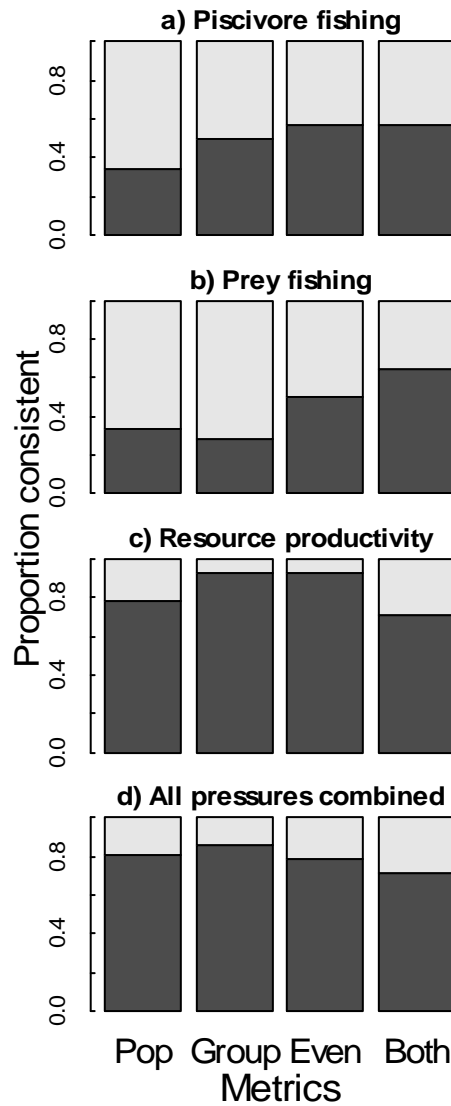 a) Piscivore fishing
0.8
0.4
0.0
b) Prey fishing
0.8
0.4
0.0
Proportion consistent
c) Resource productivity
0.8
0.4
0.0
d) All pressures combined
0.8
0.4
0.0
Pop Group Even Both
Metrics